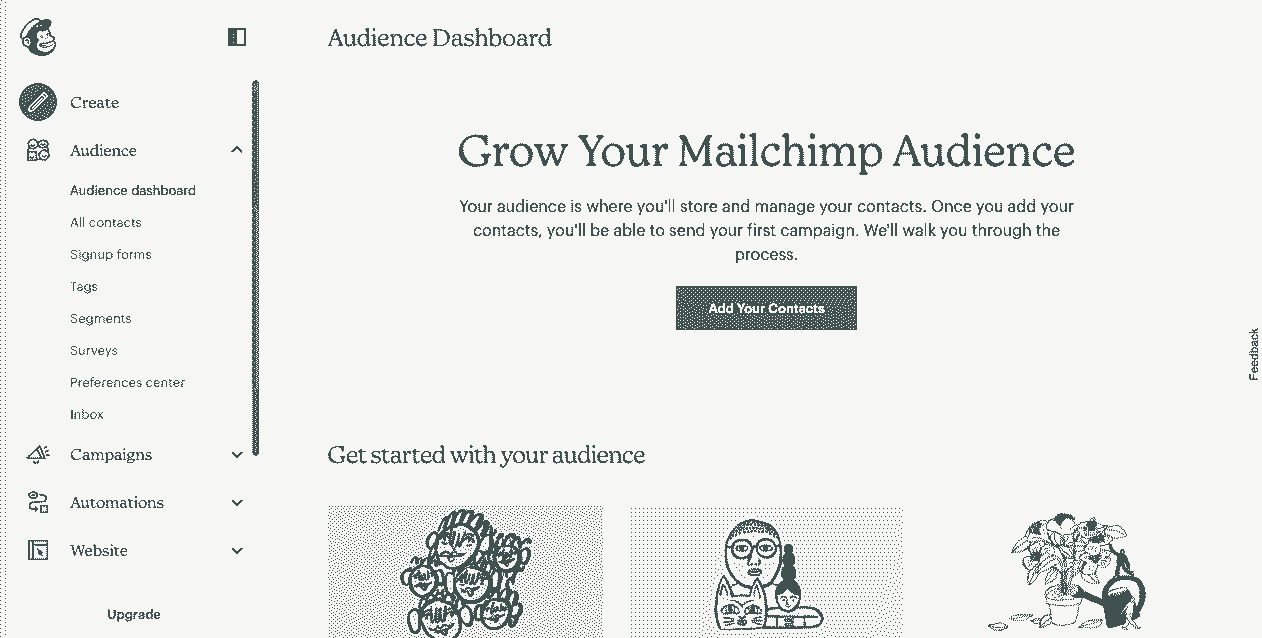 Audience Dashboard
Create
Audience
Audience dashboard
All contacts
Signup forms
Tags
Segments
Surveys
Preferences center
Inbox
Campaigns
Automations
Website
Upgrade
Grow Your Mailchimp Audience
Your audience is where you'll store and manage your contacts. Once you add your
contacts, you'll be able to send your first campaign. We'll walk you through the
process.
Add Your Contacts
Get started with your audience
Feedback